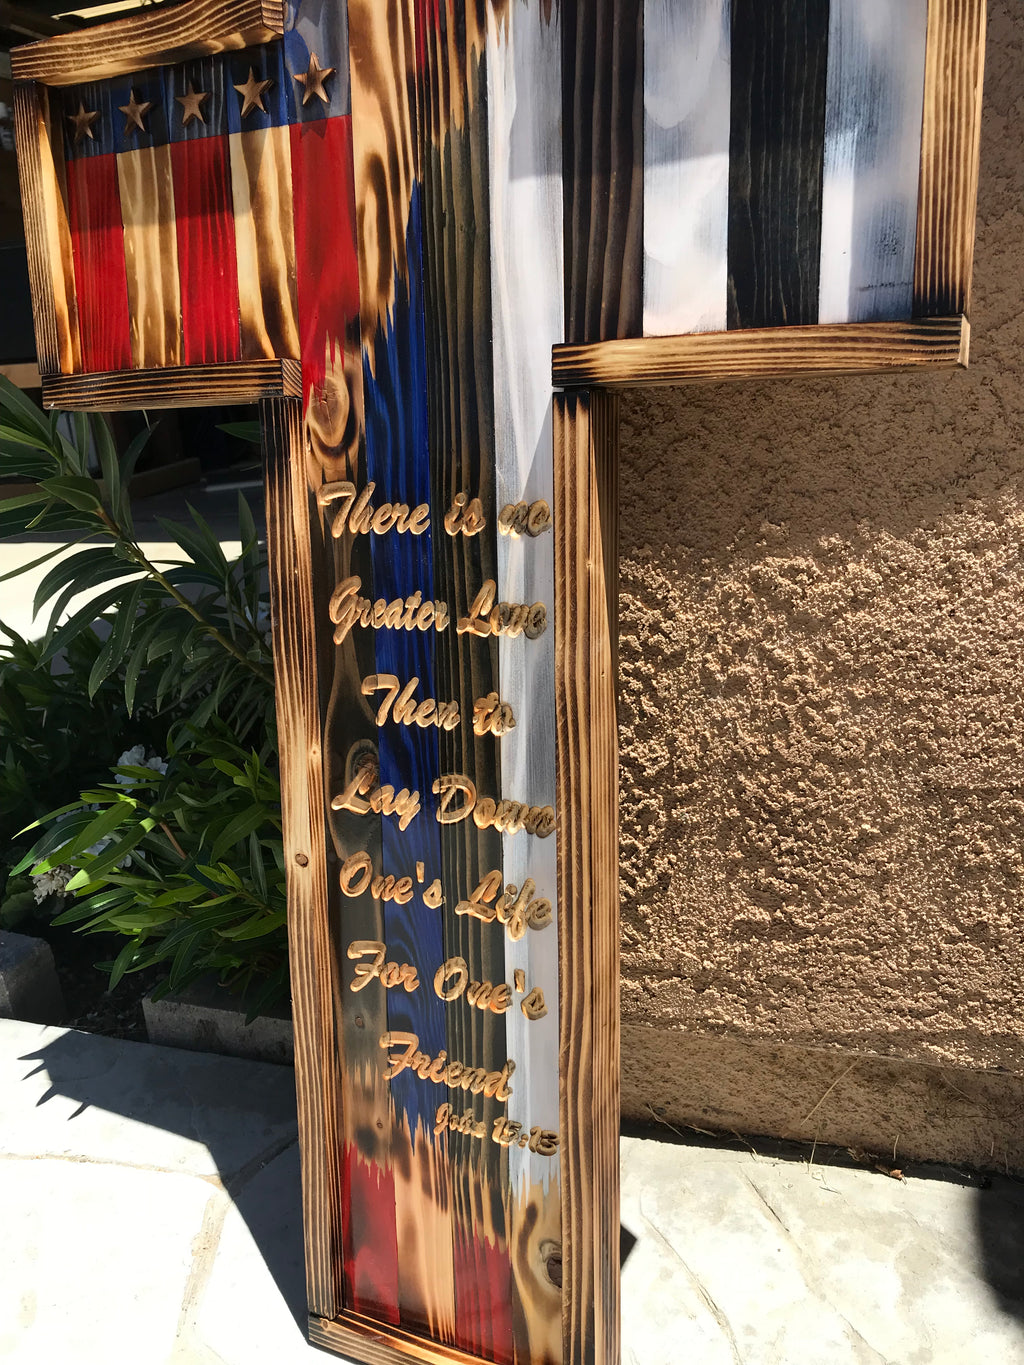 There is no
Greater Love
Then to
Lay Down
One's Life
For One's
Friend
John 15:13